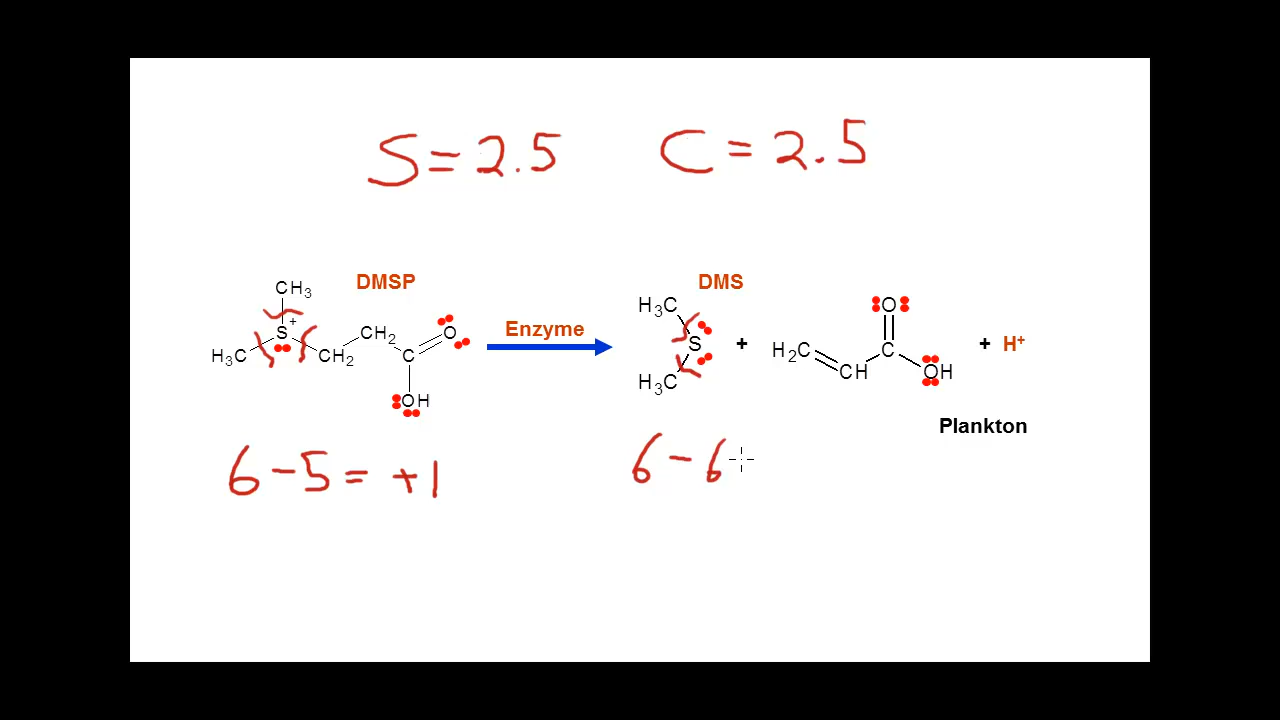 S = 2.5 C = 2.5
DMSP DMS
CH3 S+ H3C CH2 CH2 C O OH
Enzyme
H3C S H3C + H2C CH C O OH + H+
Plankton
6 - 5 = +1 6 - 6